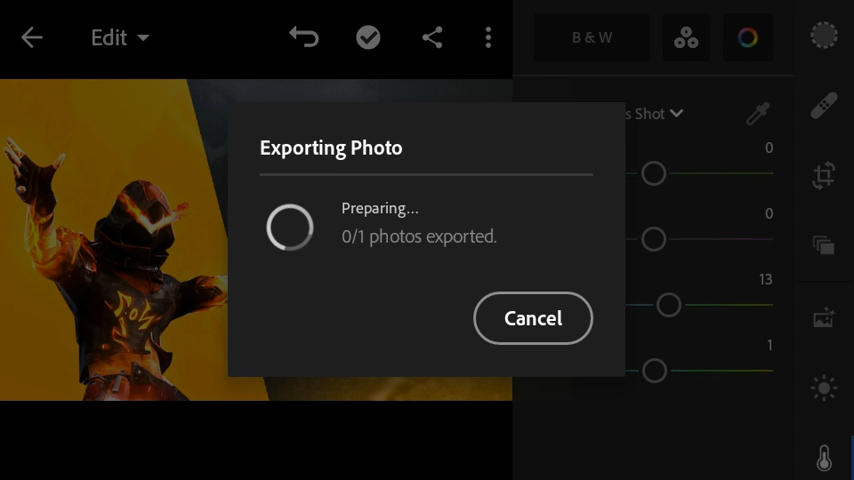 Edit
B & W
s Shot
Exporting Photo
0
Preparing...
0/1 photos exported.
0
13
Cancel
1